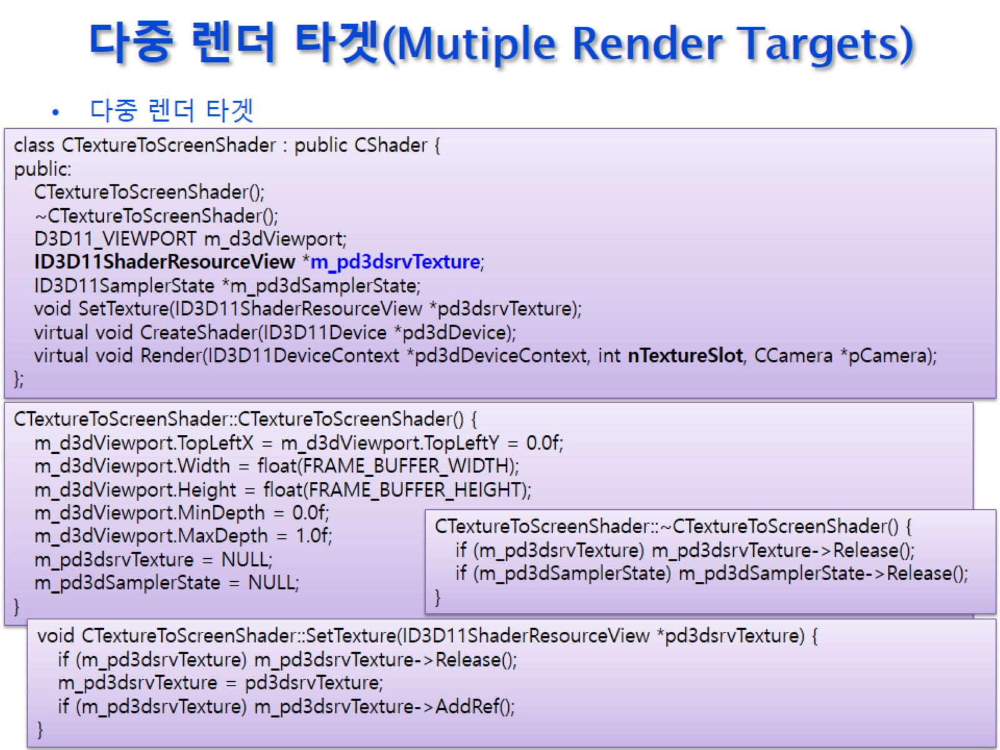 다중 렌더 타겟(Mutiple Render Targets)
• 다중 렌더 타겟
class CTextureToScreenShader : public CShader {
public:
CTextureToScreenShader();
~CTextureToScreenShader();
D3D11_VIEWPORT m_d3dViewport;
ID3D11ShaderResourceView *m_pd3dsrvTexture;
ID3D11SamplerState *m_pd3dSamplerState;
void SetTexture(ID3D11ShaderResourceView *pd3dsrvTexture);
virtual void CreateShader(ID3D11Device *pd3dDevice);
virtual void Render(ID3D11DeviceContext *pd3dDeviceContext, int nTextureSlot, CCamera *pCamera);
};
CTextureToScreenShader::CTextureToScreenShader() {
m_d3dViewport.TopLeftX = m_d3dViewport.TopLeftY = 0.0f;
m_d3dViewport.Width = float(FRAME_BUFFER_WIDTH);
m_d3dViewport.Height = float(FRAME_BUFFER_HEIGHT);
m_d3dViewport.MinDepth = 0.0f;
m_d3dViewport.MaxDepth = 1.0f;
m_pd3dsrvTexture = NULL;
m_pd3dSamplerState = NULL;
}
CTextureToScreenShader::~CTextureToScreenShader() {
if (m_pd3dsrvTexture) m_pd3dsrvTexture->Release();
if (m_pd3dSamplerState) m_pd3dSamplerState->Release();
}
void CTextureToScreenShader::SetTexture(ID3D11ShaderResourceView *pd3dsrvTexture) {
if (m_pd3dsrvTexture) m_pd3dsrvTexture->Release();
m_pd3dsrvTexture = pd3dsrvTexture;
if (m_pd3dsrvTexture) m_pd3dsrvTexture->AddRef();
}